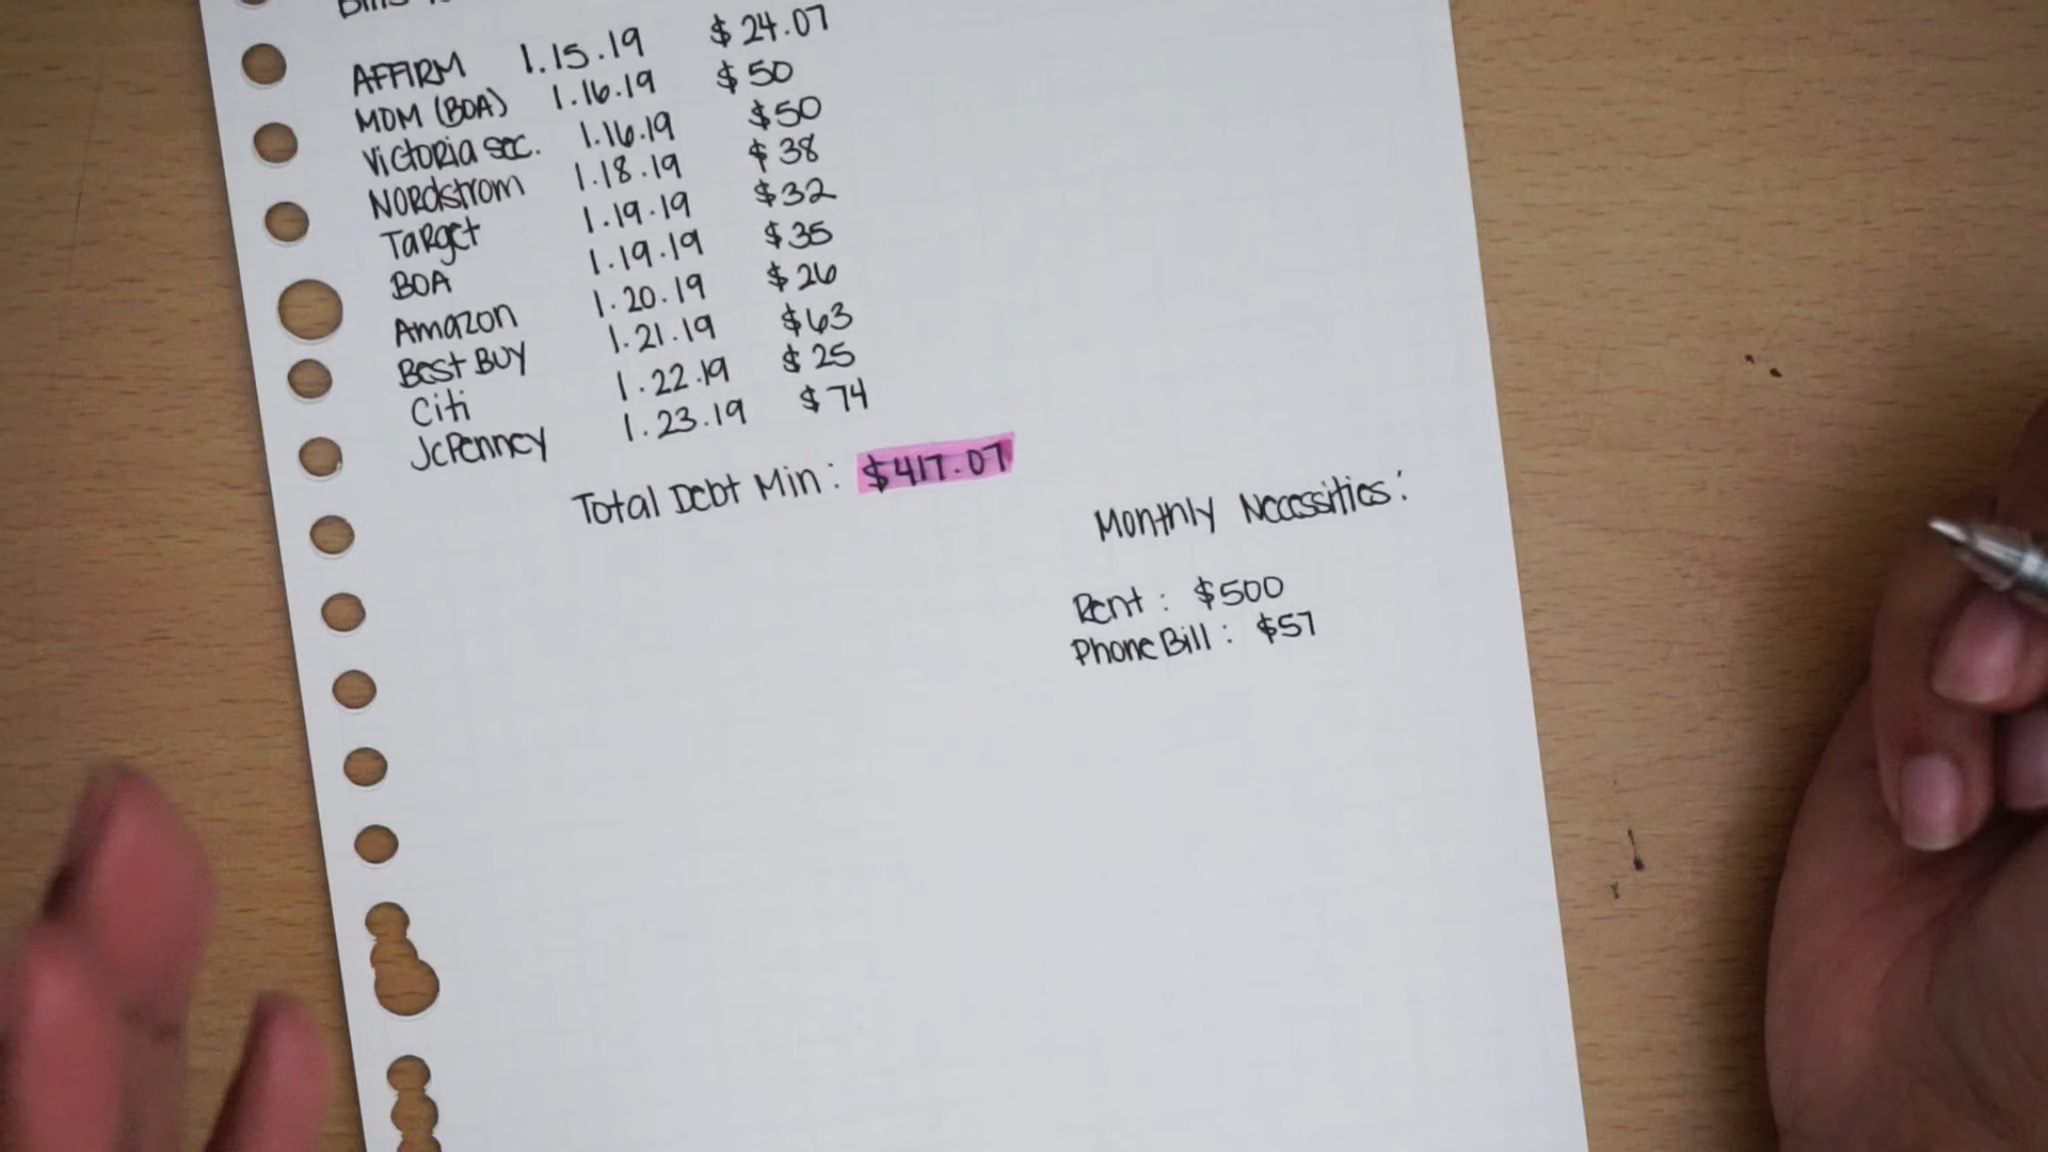 Bills
AFFIRM 1.15.19 $24.07
MOM (BOA) 1.16.19 $50
Victoria Sec. 1.16.19 $50
Nordstrom 1.18.19 $38
Target 1.19.19 $32
BOA 1.19.19 $35
Amazon 1.20.19 $26
Best Buy 1.21.19 $63
Citi 1.22.19 $25
JcPenney 1.23.19 $74
Total Debt Min: $417.07
Monthly Necessities:
Rent: $500
Phone Bill: $57